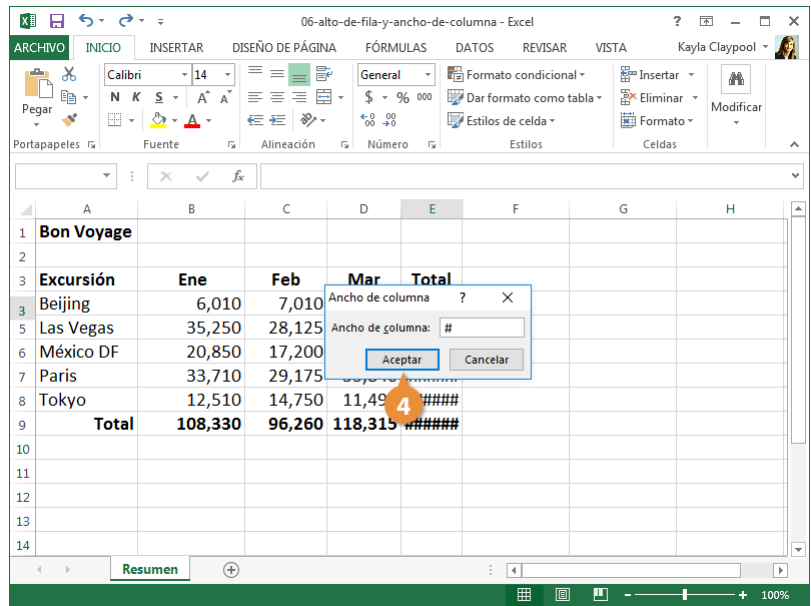 06-alto-de-fila-y-ancho-de-columna - Excel
ARCHIVO INICIO INSERTAR DISEÑO DE PÁGINA FÓRMULAS DATOS REVISAR VISTA Kayla Claypool
Pegar
Calibri 14
N K S A A A
General
$ % 000
Formato condicional
Dar formato como tabla
Estilos de celda
Insertar
Eliminar
Formato
Modificar
Portapapeles Fuente Alineación Número Estilos Celdas
fx
A B C D E F G H
1 Bon Voyage
2
3 Excursión Ene Feb Mar Total
3 Beijing 6,010 7,010
5 Las Vegas 35,250 28,125
6 México DF 20,850 17,200
7 Paris 33,710 29,175
8 Tokyo 12,510 14,750 11,49 #####
9 Total 108,330 96,260 118,315 ######
10
11
12
13
14
Ancho de columna ? X
Ancho de columna: #
Aceptar Cancelar
4
Resumen
100%